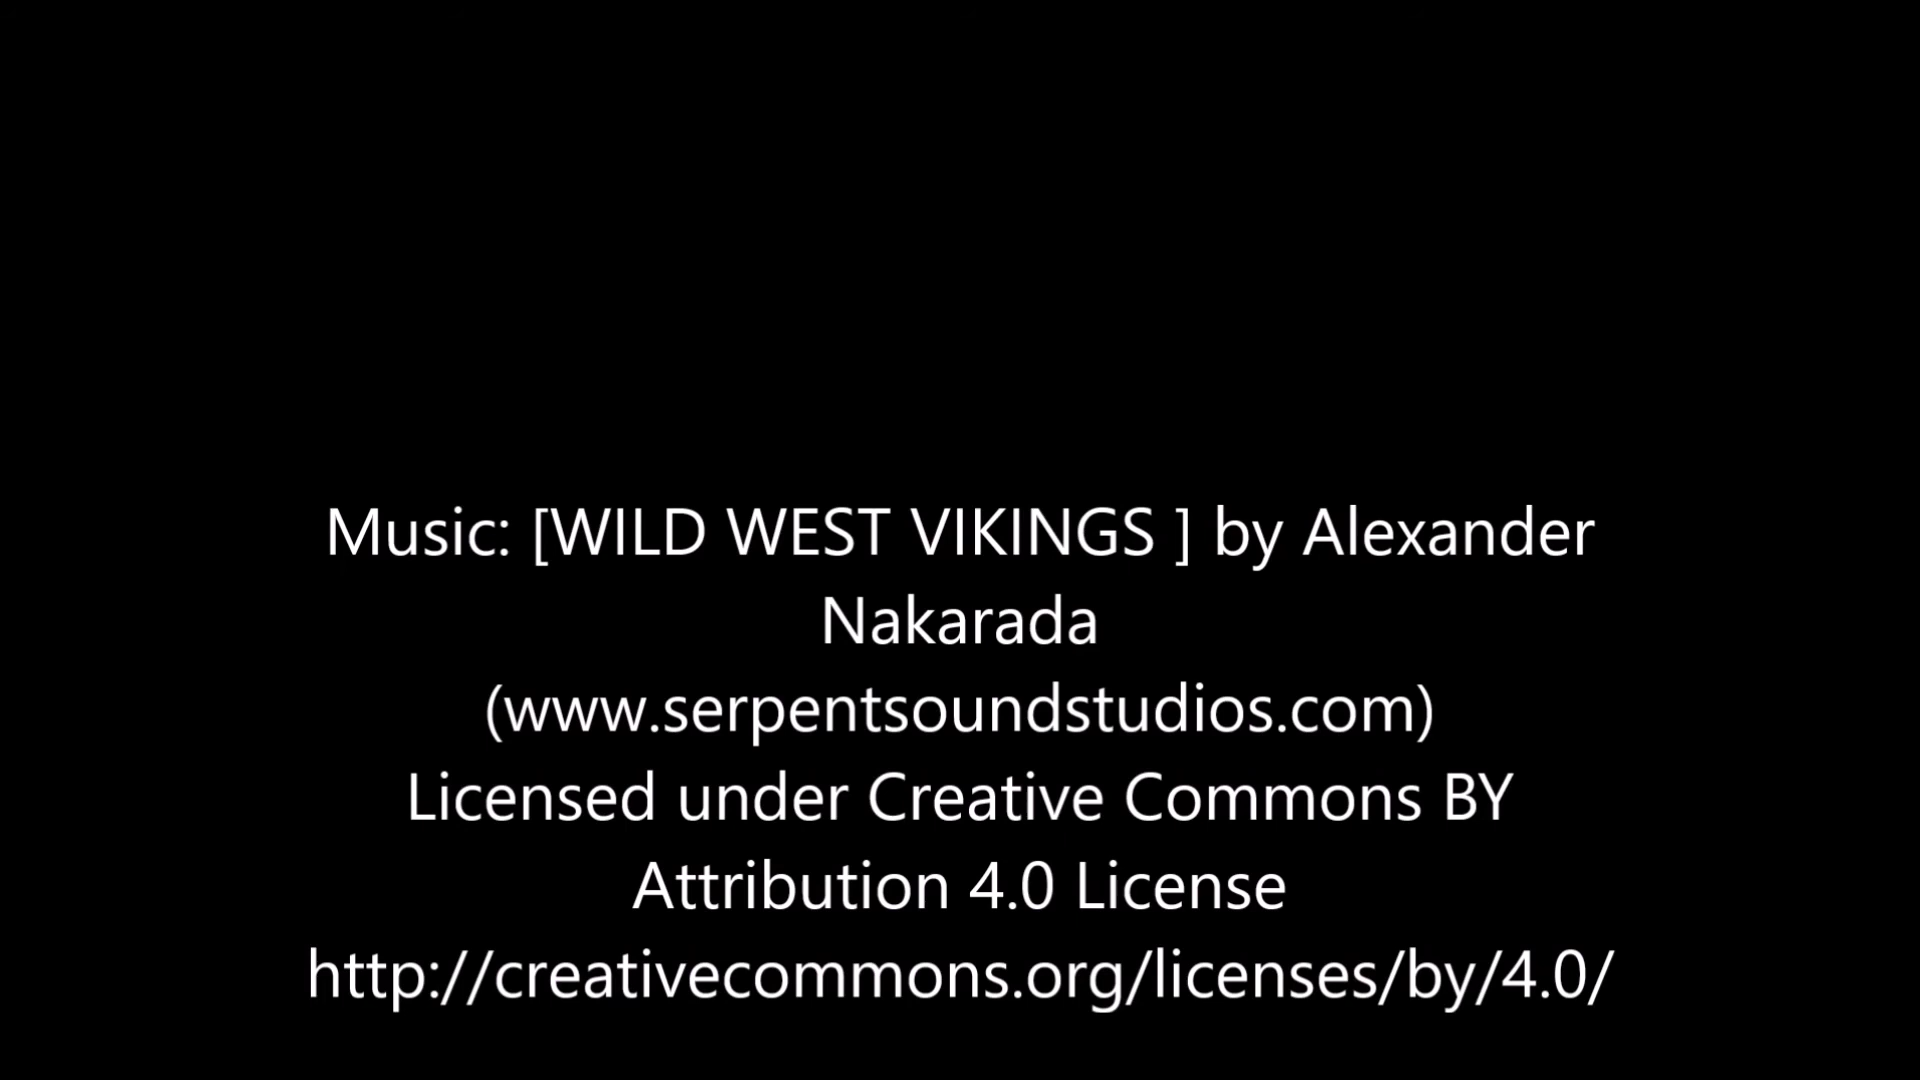 Music: [WILD WEST VIKINGS ] by Alexander
Nakarada
(www.serpentsoundstudios.com)
Licensed under Creative Commons BY
Attribution 4.0 License
http://creativecommons.org/licenses/by/4.0/